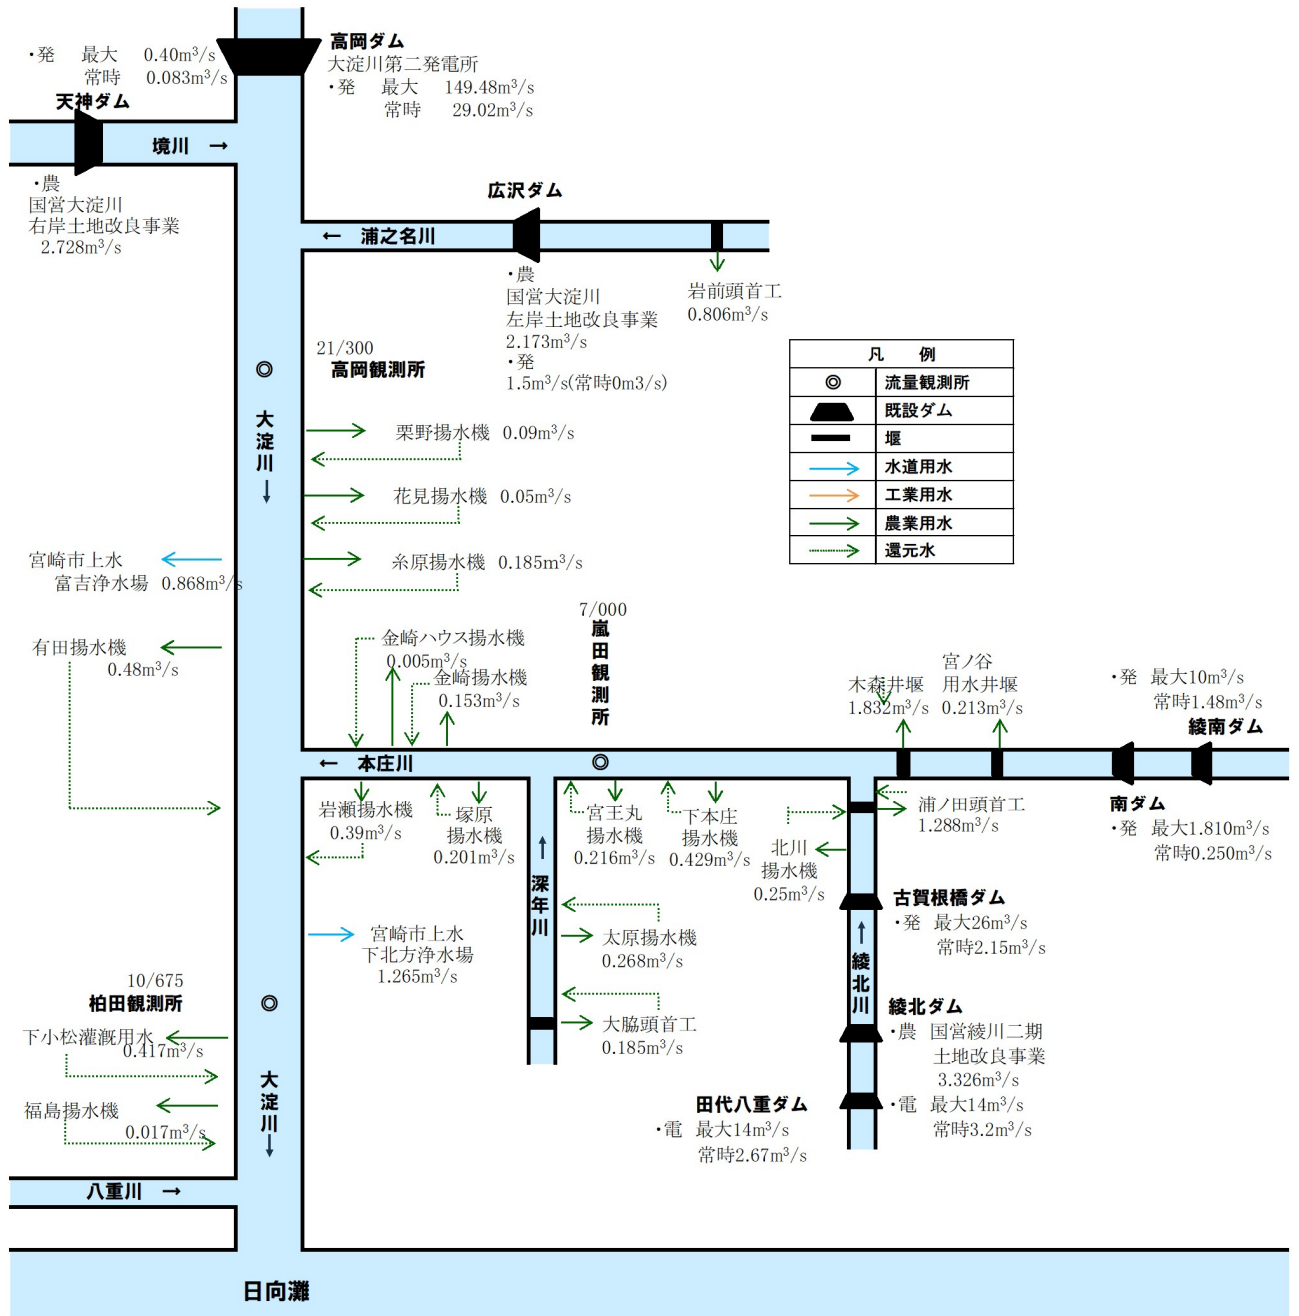 ・発 最大 0.40m³/s
常時 0.083m³/s
天神ダム
境川 →
・農
国営大淀川
右岸土地改良事業
2.728m³/s
高岡ダム
大淀川第二発電所
・発 最大 149.48m³/s
常時 29.02m³/s
広沢ダム
← 浦之名川
・農
国営大淀川
左岸土地改良事業
2.173m³/s
・発
1.5m³/s(常時0m3/s)
岩前頭首工
0.806m³/s
21/300
高岡観測所
凡 例
流量観測所
既設ダム
堰
水道用水
工業用水
農業用水
還元水
大淀川 ↓
栗野揚水機 0.09m³/s
花見揚水機 0.05m³/s
糸原揚水機 0.185m³/s
宮崎市上水
富吉浄水場 0.868m³/s
有田揚水機
0.48m³/s
7/000
嵐田観測所
金崎ハウス揚水機
0.005m³/s
金崎揚水機
0.153m³/s
木森井堰
1.832m³/s
宮ノ谷
用水井堰
0.213m³/s
・発 最大10m³/s
常時1.48m³/s
綾南ダム
← 本庄川
岩瀬揚水機
0.39m³/s
塚原
揚水機
0.201m³/s
宮王丸
揚水機
0.216m³/s
下本庄
揚水機
0.429m³/s
北川
揚水機
0.25m³/s
浦ノ田頭首工
1.288m³/s
南ダム
・発 最大1.810m³/s
常時0.250m³/s
深年川 ↑
古賀根橋ダム
・発 最大26m³/s
常時2.15m³/s
綾北川 ↑
太原揚水機
0.268m³/s
大脇頭首工
0.185m³/s
宮崎市上水
下北方浄水場
1.265m³/s
綾北ダム
・農 国営綾川二期
土地改良事業
3.326m³/s
・電 最大14m³/s
常時3.2m³/s
田代八重ダム
・電 最大14m³/s
常時2.67m³/s
10/675
柏田観測所
下小松灌漑用水
0.417m³/s
福島揚水機
0.017m³/s
大淀川 ↓
八重川 →
日向灘